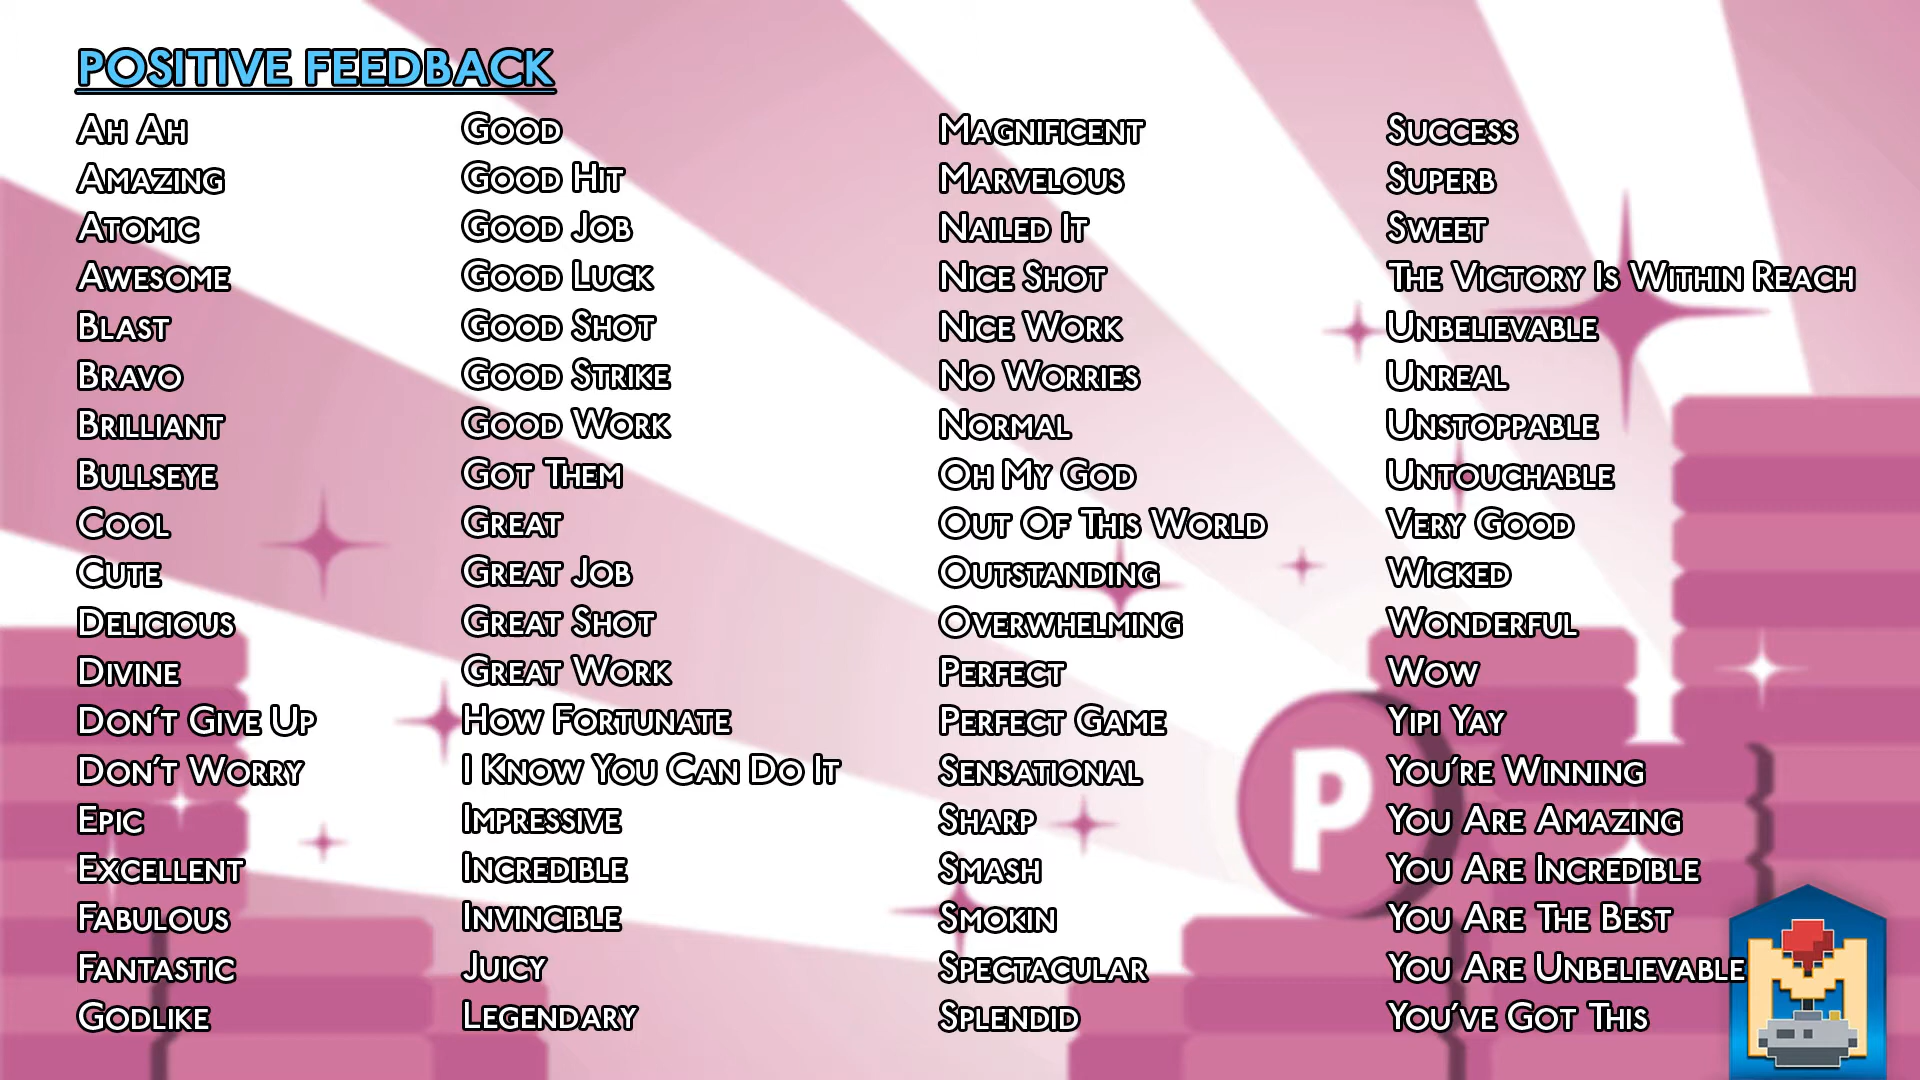 POSITIVE FEEDBACK
AH AH
AMAZING
ATOMIC
AWESOME
BLAST
BRAVO
BRILLIANT
BULLSEYE
COOL
CUTE
DELICIOUS
DIVINE
DON'T GIVE UP
DON'T WORRY
EPIC
EXCELLENT
FABULOUS
FANTASTIC
GODLIKE
GOOD
GOOD HIT
GOOD JOB
GOOD LUCK
GOOD SHOT
GOOD STRIKE
GOOD WORK
GOT THEM
GREAT
GREAT JOB
GREAT SHOT
GREAT WORK
HOW FORTUNATE
I KNOW YOU CAN DO IT
IMPRESSIVE
INCREDIBLE
INVINCIBLE
JUICY
LEGENDARY
MAGNIFICENT
MARVELOUS
NAILED IT
NICE SHOT
NICE WORK
NO WORRIES
NORMAL
OH MY GOD
OUT OF THIS WORLD
OUTSTANDING
OVERWHELMING
PERFECT
PERFECT GAME
SENSATIONAL
SHARP
SMASH
SMOKIN
SPECTACULAR
SPLENDID
SUCCESS
SUPERB
SWEET
THE VICTORY IS WITHIN REACH
UNBELIEVABLE
UNREAL
UNSTOPPABLE
UNTOUCHABLE
VERY GOOD
WICKED
WONDERFUL
WOW
YIPI YAY
YOU'RE WINNING
YOU ARE AMAZING
YOU ARE INCREDIBLE
YOU ARE THE BEST
YOU ARE UNBELIEVABLE
YOU'VE GOT THIS
P
M